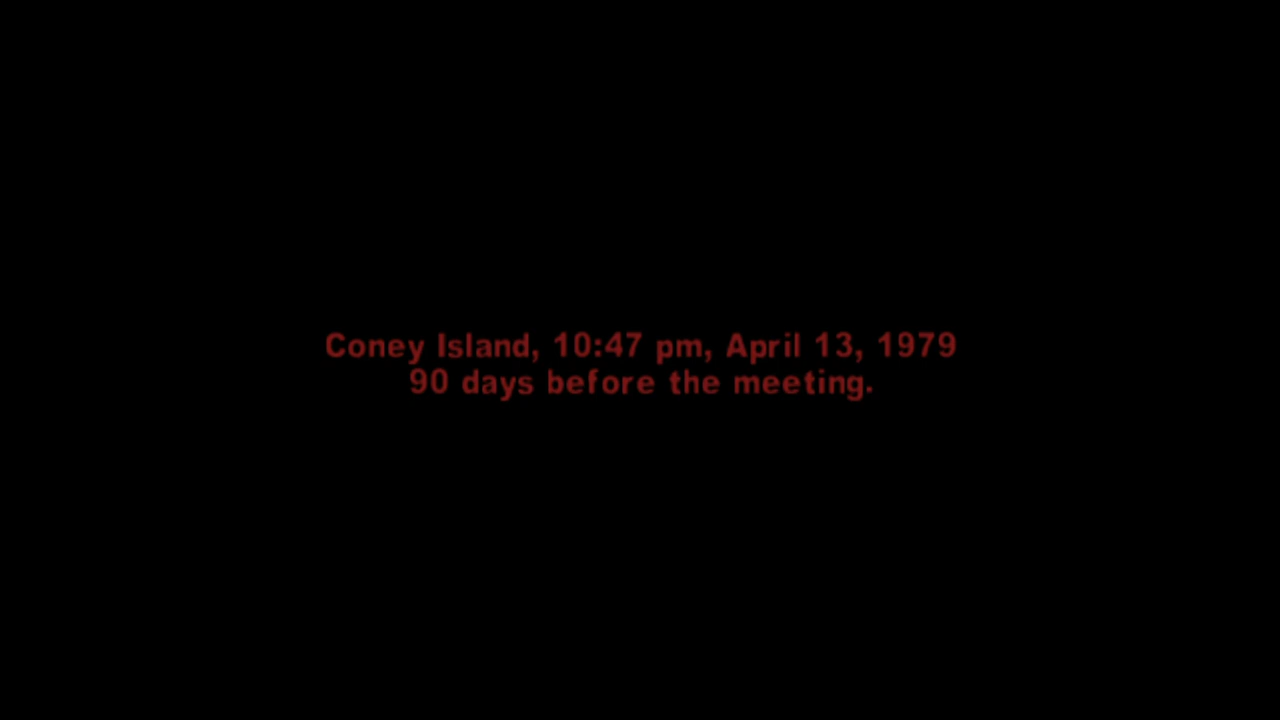 Coney Island, 10:47 pm, April 13, 1979
90 days before the meeting.